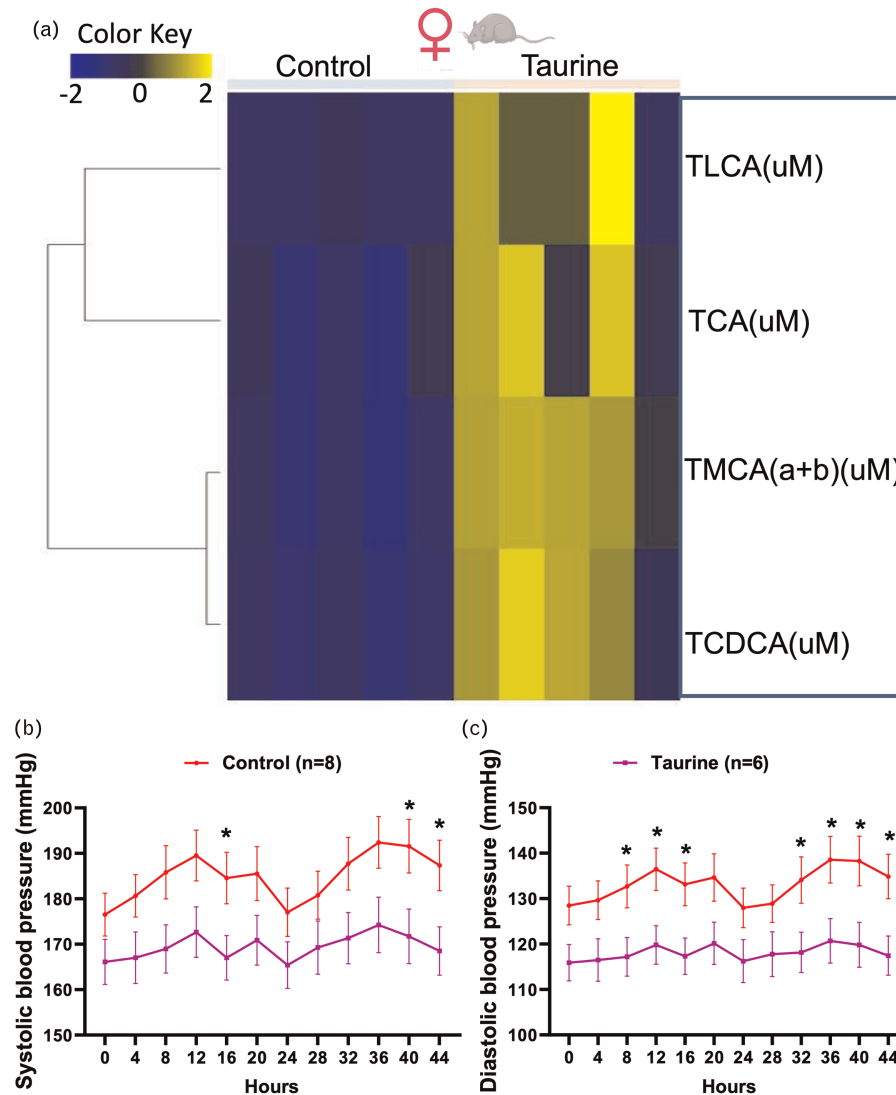 (a)
Color Key
-2 0 2
Control Taurine
TLCA(uM)
TCA(uM)
TMCA(a+b)(uM)
TCDCA(uM)
(b)
Control (n=8)
Systolic blood pressure (mmHg)
200
190
180
170
160
150
* * *
0 4 8 12 16 20 24 28 32 36 40 44
Hours
(c)
Taurine (n=6)
Diastolic blood pressure (mmHg)
150
140
130
120
110
100
* * * * * * *
0 4 8 12 16 20 24 28 32 36 40 44
Hours